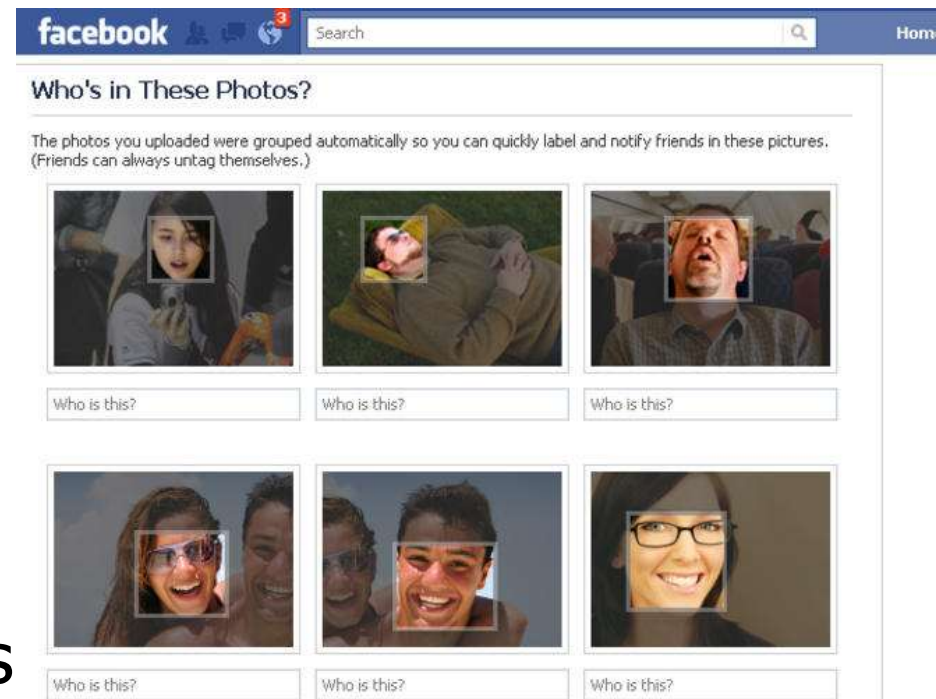 facebook 3 Search Home
Who's in These Photos?
The photos you uploaded were grouped automatically so you can quickly label and notify friends in these pictures.
(Friends can always untag themselves.)
Who is this? Who is this? Who is this?
s
Who is this? Who is this? Who is this?